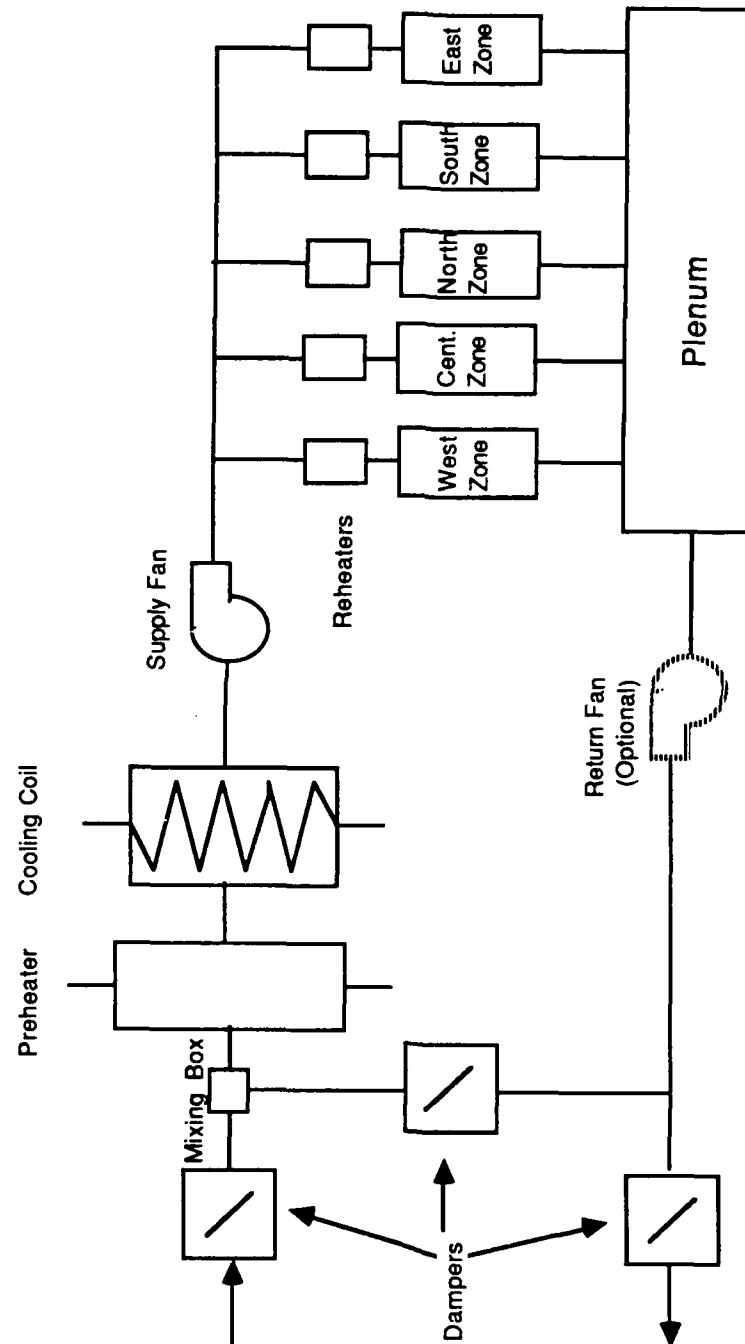 Preheater
Cooling Coil
Mixing Box
Supply Fan
Reheaters
West
Zone
Cent.
Zone
North
Zone
South
Zone
East
Zone
Dampers
Return Fan
(Optional)
Plenum